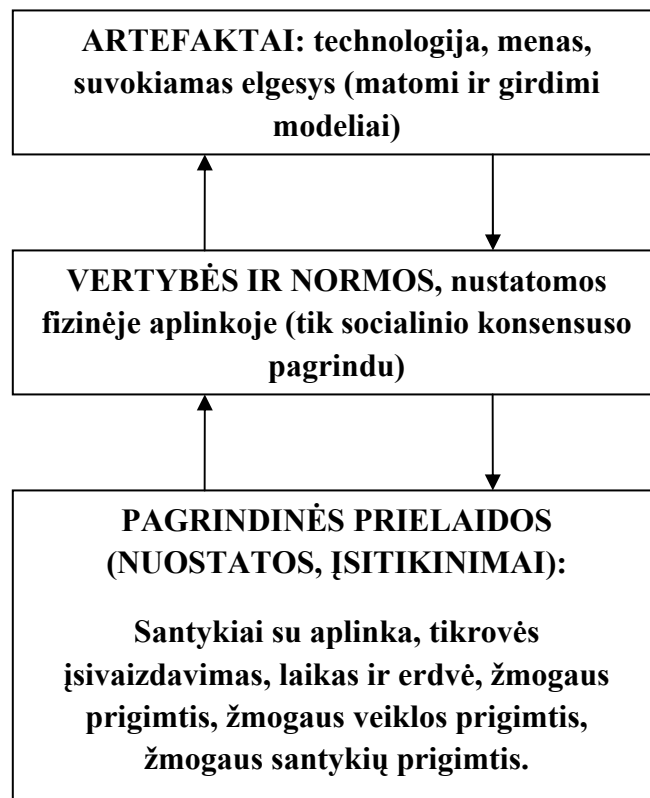 ARTEFAKTAI: technologija, menas,
suvokiamas elgesys (matomi ir girdimi
modeliai)
VERTYBĖS IR NORMOS, nustatomos
fizinėje aplinkoje (tik socialinio konsensuso
pagrindu)
PAGRINDINĖS PRIELAIDOS
(NUOSTATOS, ĮSITIKINIMAI):
Santykiai su aplinka, tikrovės
įsivaizdavimas, laikas ir erdvė, žmogaus
prigimtis, žmogaus veiklos prigimtis,
žmogaus santykių prigimtis.